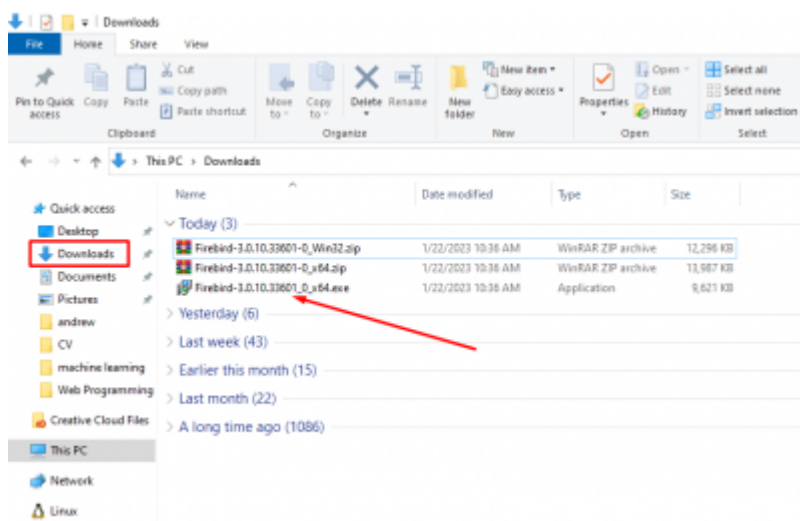 Downloads
File Home Share View
Pin to Quick access
Copy
Paste
Cut
Copy path
Paste shortcut
Clipboard
Move to
Copy to
Delete
Rename
Organize
New folder
New item
Easy access
New
Properties
Open
Edit
History
Open
Select all
Select none
Invert selection
Select
This PC > Downloads
Name Date modified Type Size
Quick access
Desktop
Downloads
Documents
Pictures
andrew
CV
machine learning
Web Programming
Creative Cloud Files
This PC
Network
Linux
Today (3)
Firebird-3.0.10.33601-0_Win32.zip 1/22/2023 10:36 AM WinRAR ZIP archive 12,296 KB
Firebird-3.0.10.33601-0_x64.zip 1/22/2023 10:36 AM WinRAR ZIP archive 13,987 KB
Firebird-3.0.10.33601_0_x64.exe 1/22/2023 10:36 AM Application 9,621 KB
Yesterday (6)
Last week (43)
Earlier this month (15)
Last month (22)
A long time ago (1086)